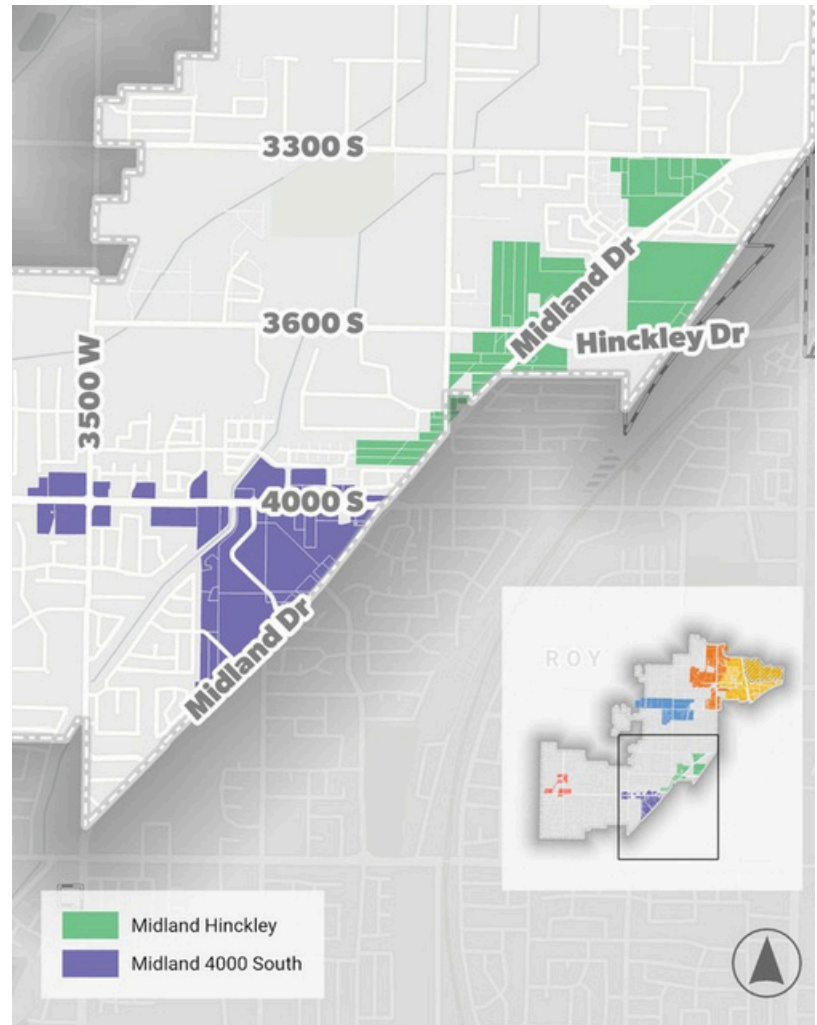 3300 S
Midland Dr
3600 S
Hinckley Dr
3500 W
4000 S
Midland Dr
ROY
Midland Hinckley
Midland 4000 South